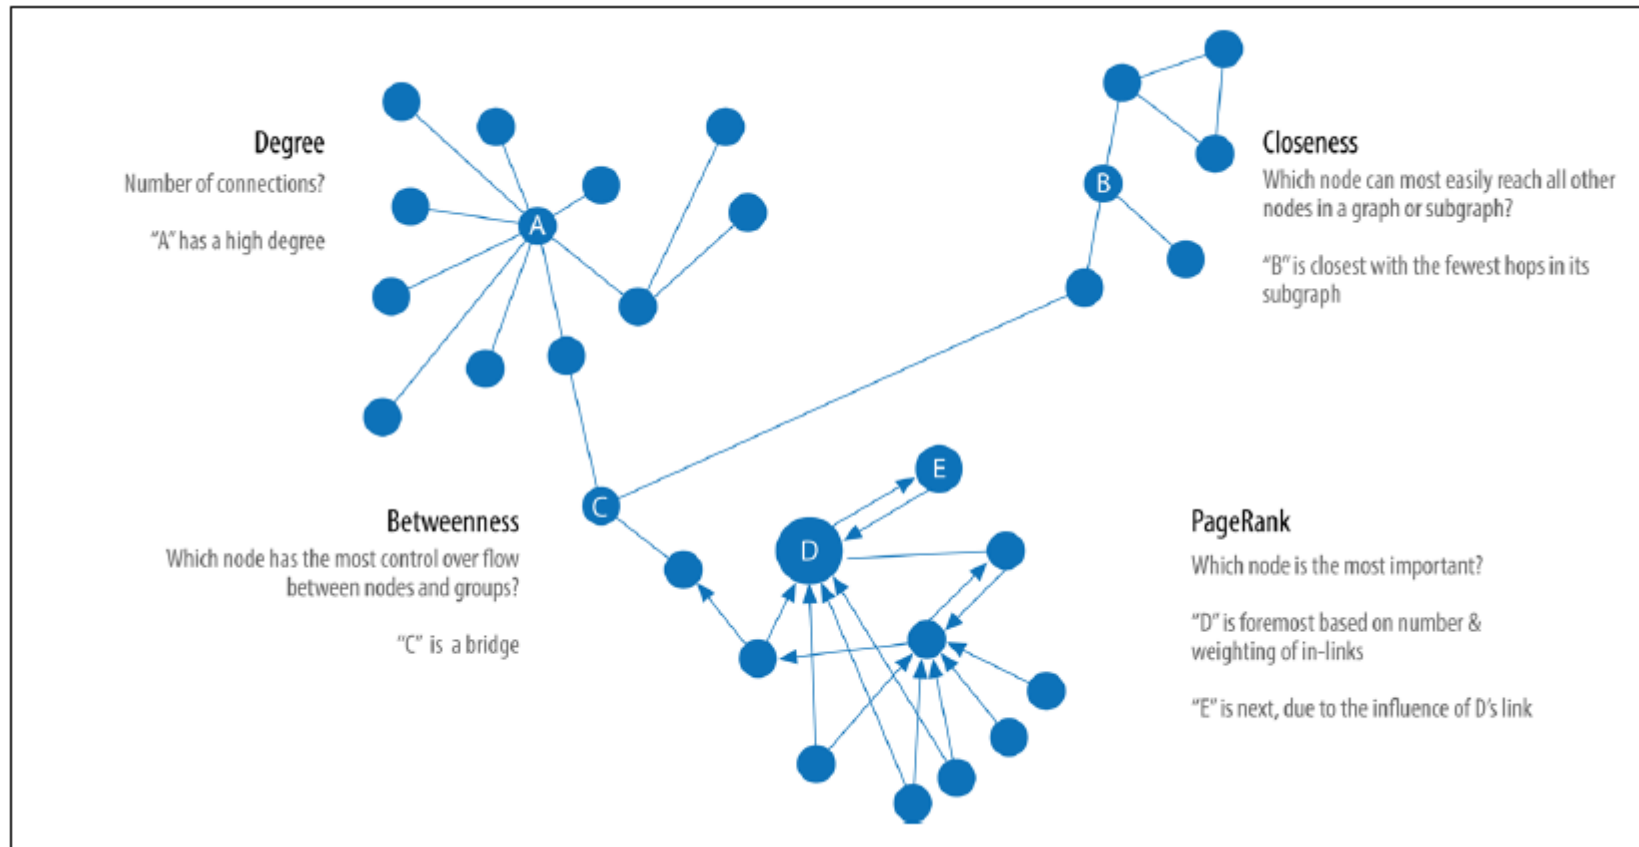 Degree
Number of connections?
“A” has a high degree
A
B
Closeness
Which node can most easily reach all other
nodes in a graph or subgraph?
“B” is closest with the fewest hops in its
subgraph
Betweenness
Which node has the most control over flow
between nodes and groups?
“C” is a bridge
C
E
D
PageRank
Which node is the most important?
“D” is foremost based on number &
weighting of in-links
“E” is next, due to the influence of D’s link